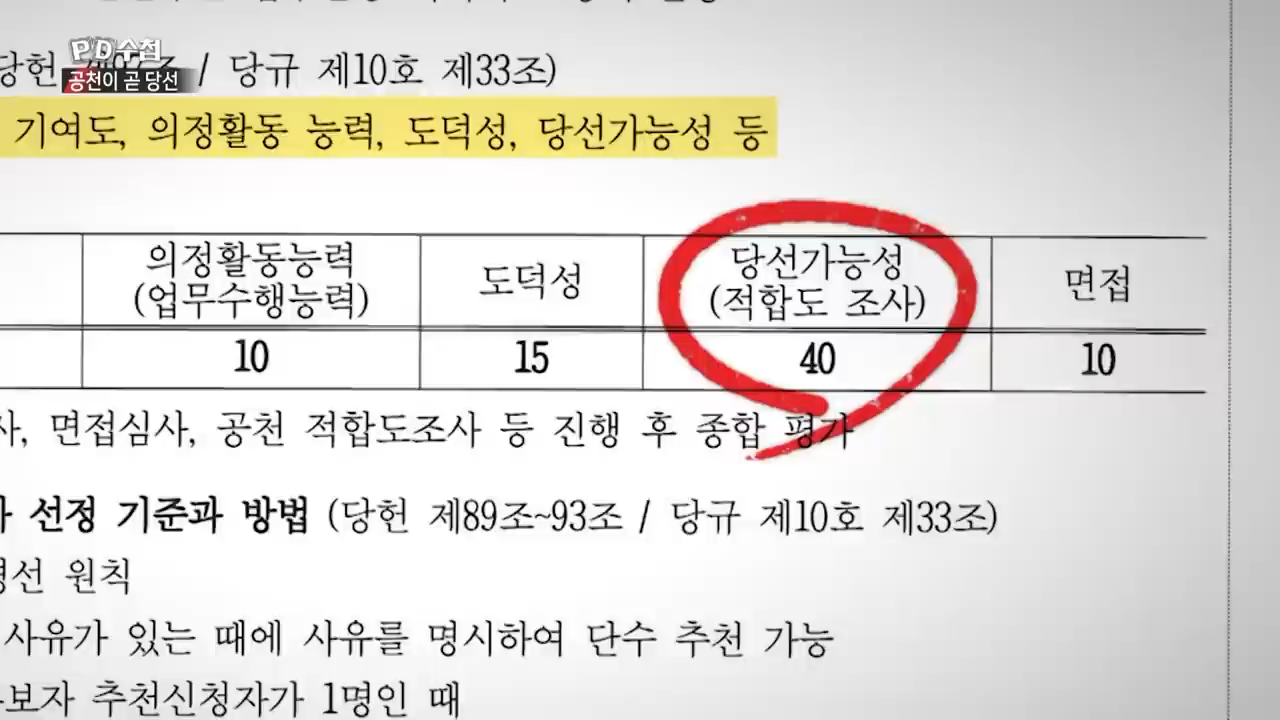 PD수첩
공천이 곧 당선
당헌 / 당규 제10호 제33조)
기여도, 의정활동 능력, 도덕성, 당선가능성 등
의정활동능력
(업무수행능력)
도덕성
당선가능성
(적합도 조사)
면접
10
15
40
10
면접심사, 공천 적합도조사 등 진행 후 종합 평가
선정 기준과 방법 (당헌 제89조~93조 / 당규 제10호 제33조)
원칙
사유가 있는 때에 사유를 명시하여 단수 추천 가능
추천신청자가 1명인 때